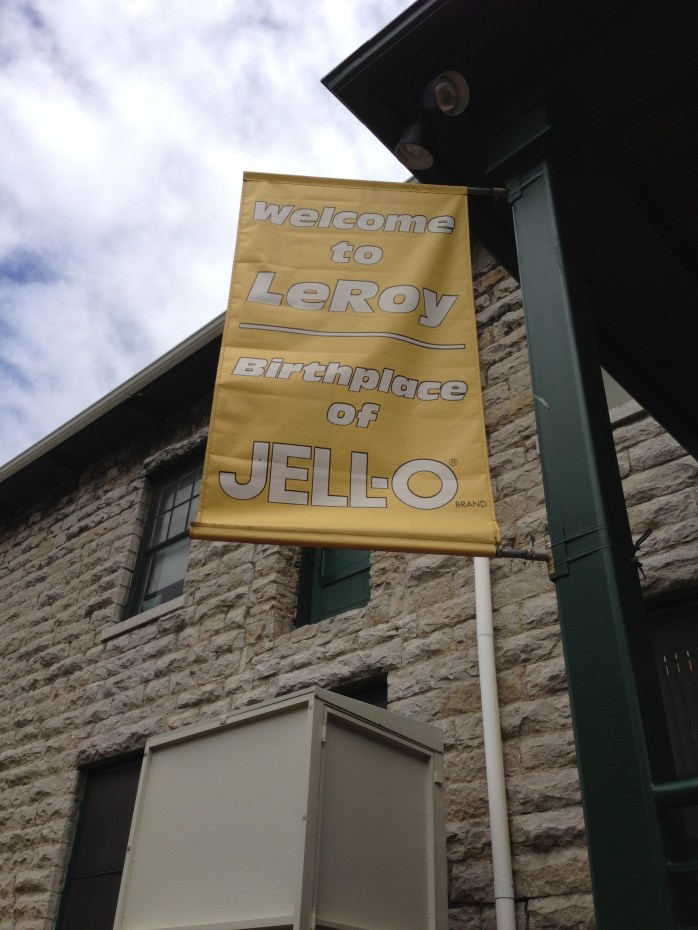 Welcome
to
LeRoy
Birthplace
of
JELL-O®
BRAND